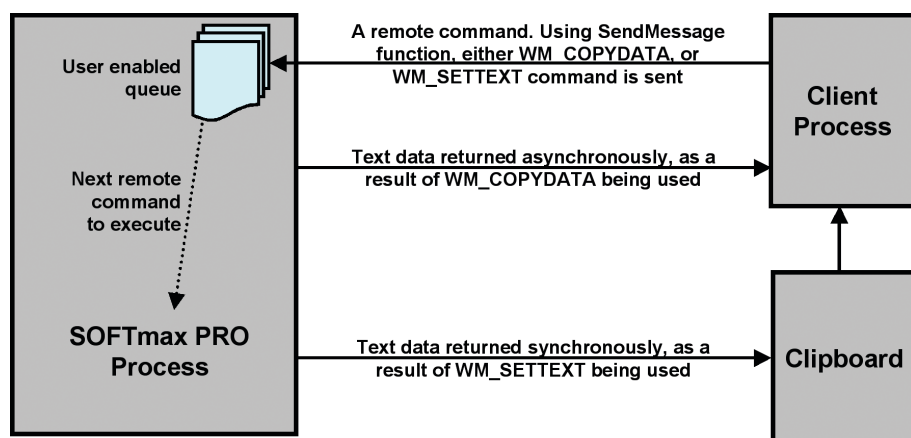 A remote command. Using SendMessage
function, either WM_COPYDATA, or
WM_SETTEXT command is sent
User enabled
queue
Client
Process
Text data returned asynchronously, as a
result of WM_COPYDATA being used
Next remote
command
to execute
SOFTmax PRO
Process
Text data returned synchronously, as a
result of WM_SETTEXT being used
Clipboard